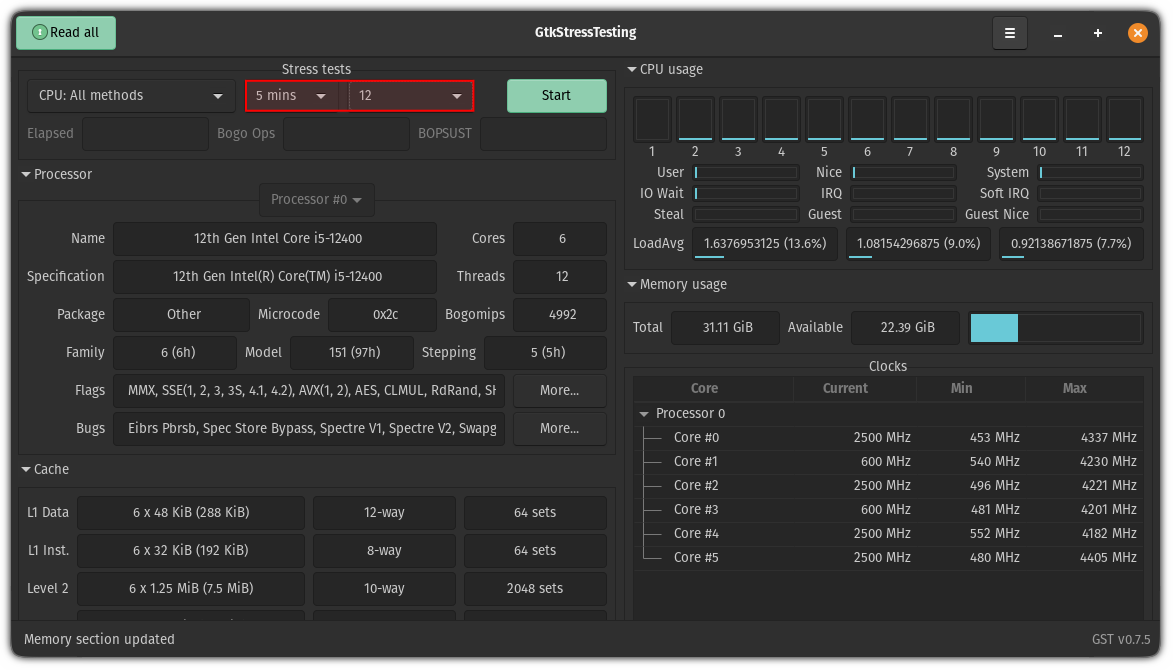 Read all
GtkStressTesting
Stress tests
CPU: All methods
5 mins
12
Start
Elapsed
Bogo Ops
BOPSUST
Processor
Processor #0
Name 12th Gen Intel Core i5-12400 Cores 6
Specification 12th Gen Intel(R) Core(TM) i5-12400 Threads 12
Package Other Microcode 0x2c Bogomips 4992
Family 6 (6h) Model 151 (97h) Stepping 5 (5h)
Flags MMX, SSE(1, 2, 3, 3S, 4.1, 4.2), AVX(1, 2), AES, CLMUL, RdRand, SH More...
Bugs Eibrs Pbrsb, Spec Store Bypass, Spectre V1, Spectre V2, Swapg More...
Cache
L1 Data 6 x 48 KiB (288 KiB) 12-way 64 sets
L1 Inst. 6 x 32 KiB (192 KiB) 8-way 64 sets
Level 2 6 x 1.25 MiB (7.5 MiB) 10-way 2048 sets
CPU usage
1 2 3 4 5 6 7 8 9 10 11 12
User Nice System
IO Wait IRQ Soft IRQ
Steal Guest Guest Nice
LoadAvg 1.6376953125 (13.6%) 1.08154296875 (9.0%) 0.92138671875 (7.7%)
Memory usage
Total 31.11 GiB Available 22.39 GiB
Clocks
Core Current Min Max
Processor 0
Core #0 2500 MHz 453 MHz 4337 MHz
Core #1 600 MHz 540 MHz 4230 MHz
Core #2 2500 MHz 496 MHz 4221 MHz
Core #3 600 MHz 481 MHz 4201 MHz
Core #4 2500 MHz 552 MHz 4182 MHz
Core #5 2500 MHz 480 MHz 4405 MHz
Memory section updated
GST v0.7.5